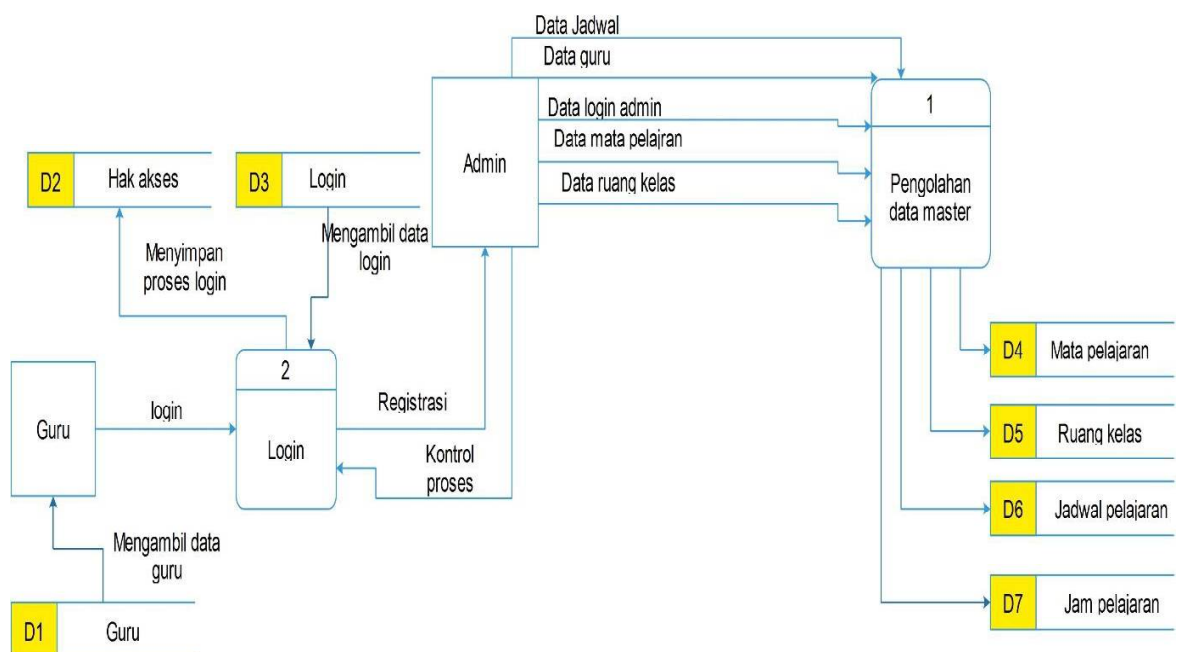 Data Jadwal
Data guru
1
Data login admin
Data mata pelajran
Data ruang kelas
Admin
Pengolahan
data master
D2 Hak akses
D3 Login
Menyimpan
proses login
Mengambil data
login
2
Login
Guru
login
Registrasi
Kontrol
proses
D4 Mata pelajaran
D5 Ruang kelas
D6 Jadwal pelajaran
D7 Jam pelajaran
Mengambil data
guru
D1 Guru